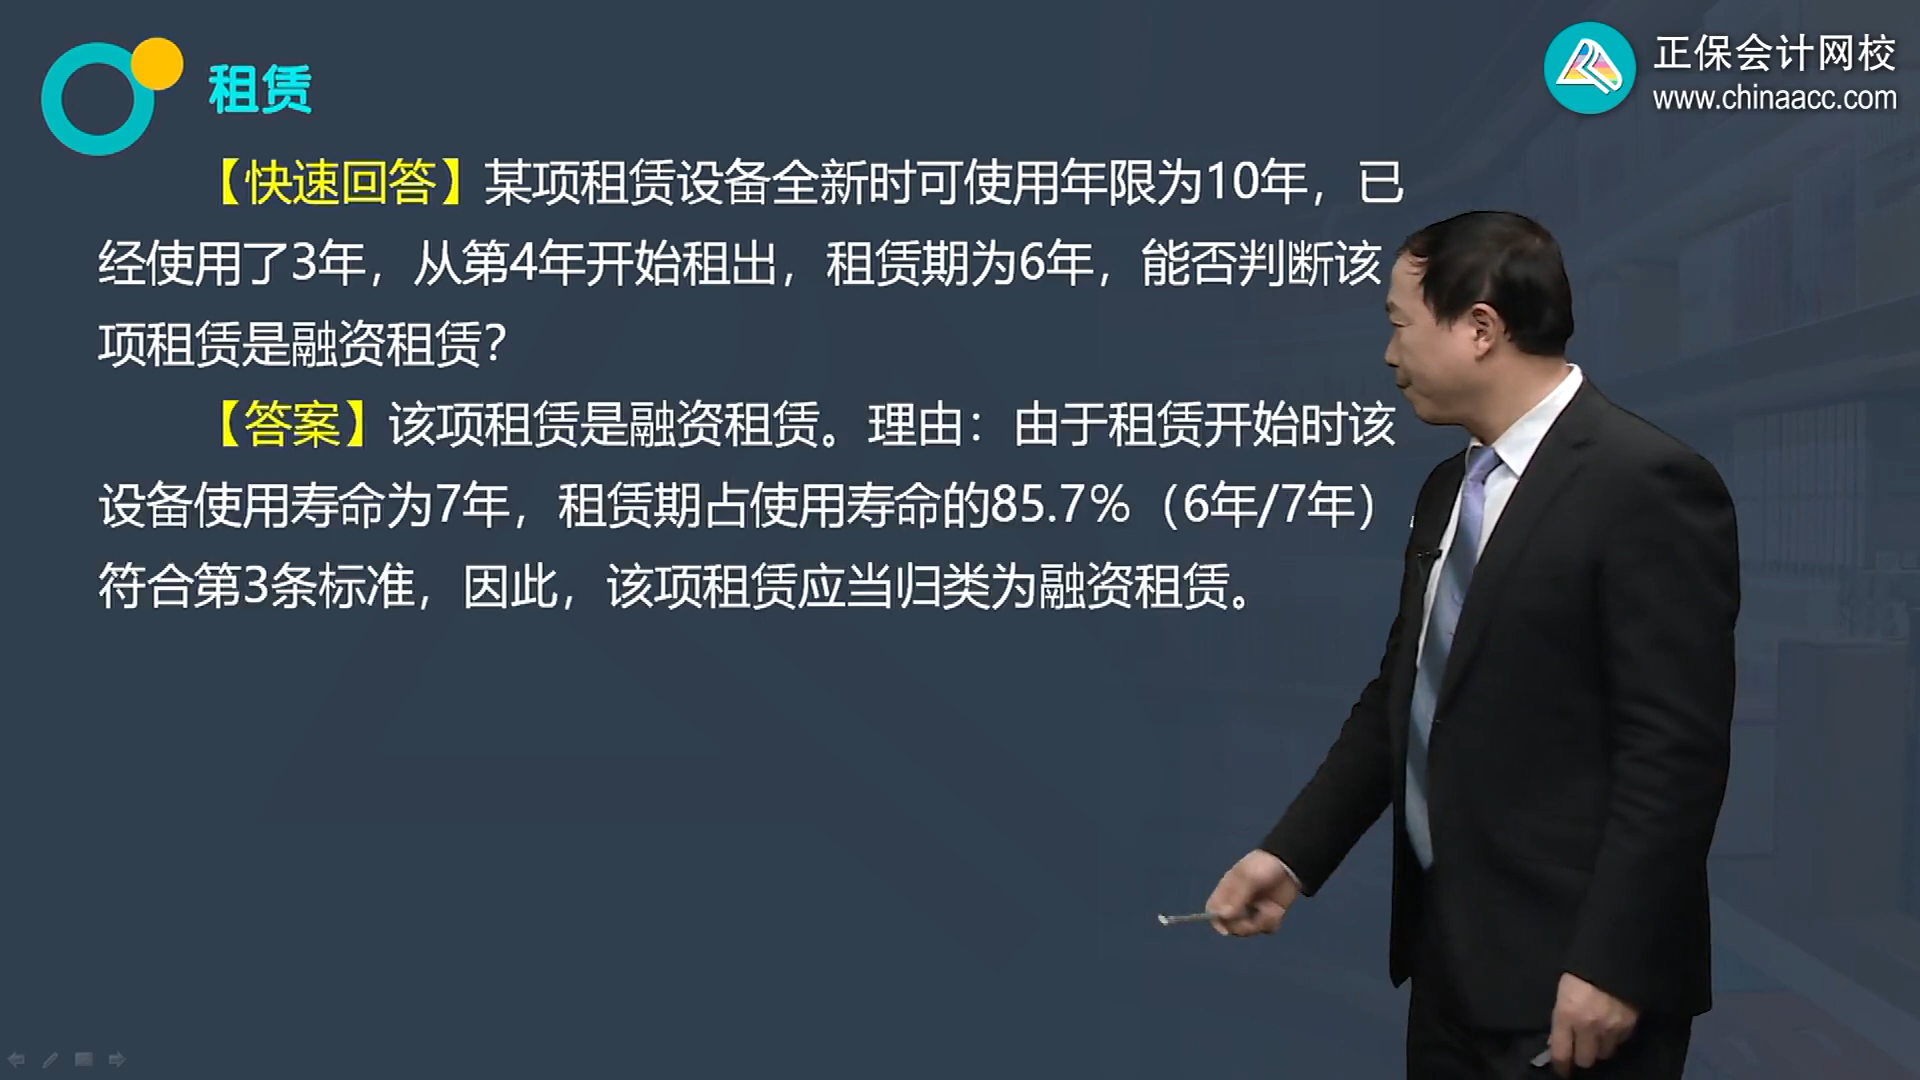 租赁
正保会计网校
www.chinaacc.com
【快速回答】某项租赁设备全新时可使用年限为10年，已
经使用了3年，从第4年开始租出，租赁期为6年，能否判断该
项租赁是融资租赁？
【答案】该项租赁是融资租赁。理由：由于租赁开始时该
设备使用寿命为7年，租赁期占使用寿命的85.7%（6年/7年）
符合第3条标准，因此，该项租赁应当归类为融资租赁。